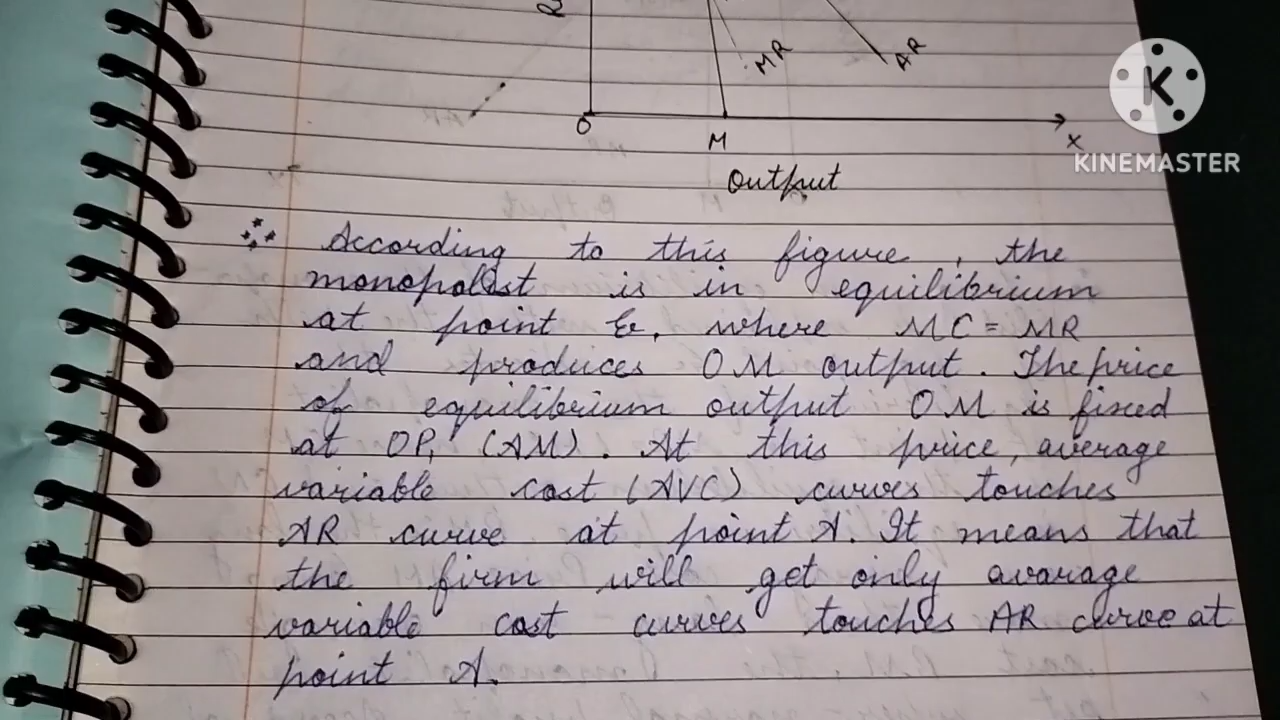 R
MR
AR
O
M
X
Output
According to this figure, the
monopolist is in equilibrium
at point E, where MC = MR
and produces OM output. The price
of equilibrium output OM is fixed
at OP₁ (AM). At this price, average
variable cost (AVC) curves touches
AR curve at point A. It means that
the firm will get only avarage
variable cost curves touches AR curve at
point A.
K
KINEMASTER